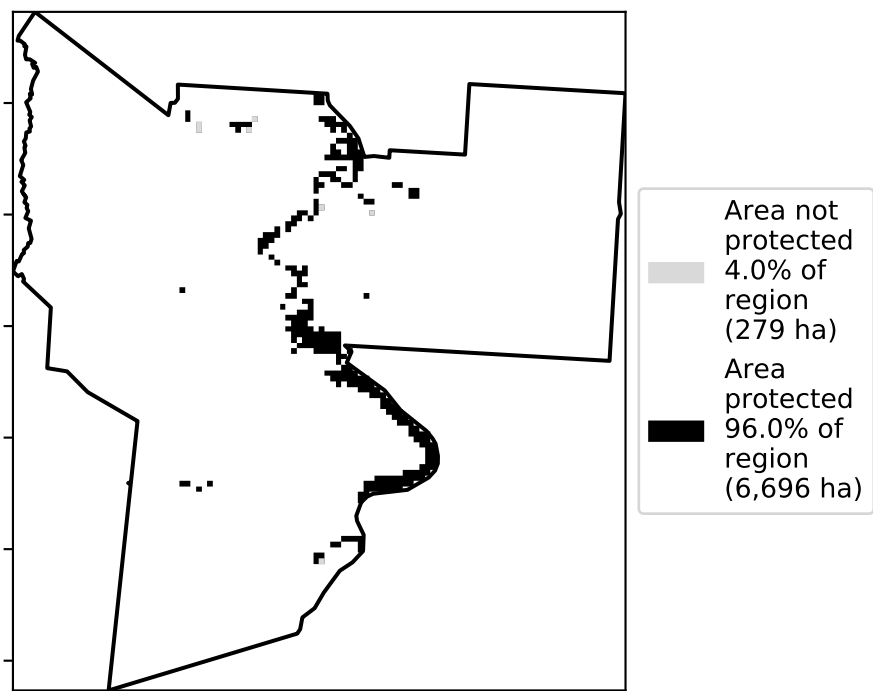 Area not
protected
4.0% of
region
(279 ha)
Area
protected
96.0% of
region
(6,696 ha)